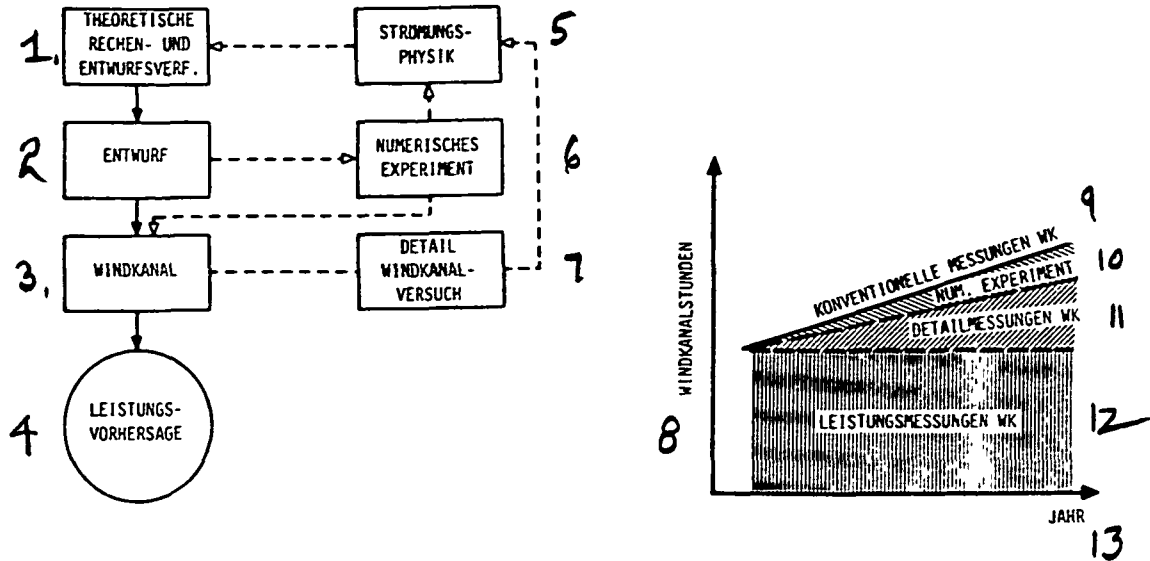 1.
THEORETISCHE
RECHEN- UND
ENTWURFSVERF.
STRÖMUNGS-
PHYSIK
5
2
ENTWURF
NUMERISCHES
EXPERIMENT
6
3.
WINDKANAL
DETAIL
WINDKANAL-
VERSUCH
7
4
LEISTUNGS-
VORHERSAGE
8
WINDKANALSTUNDEN
KONVENTIONELLE MESSUNGEN WK
9
NUM. EXPERIMENT
10
DETAILMESSUNGEN WK
11
LEISTUNGSMESSUNGEN WK
12
JAHR
13